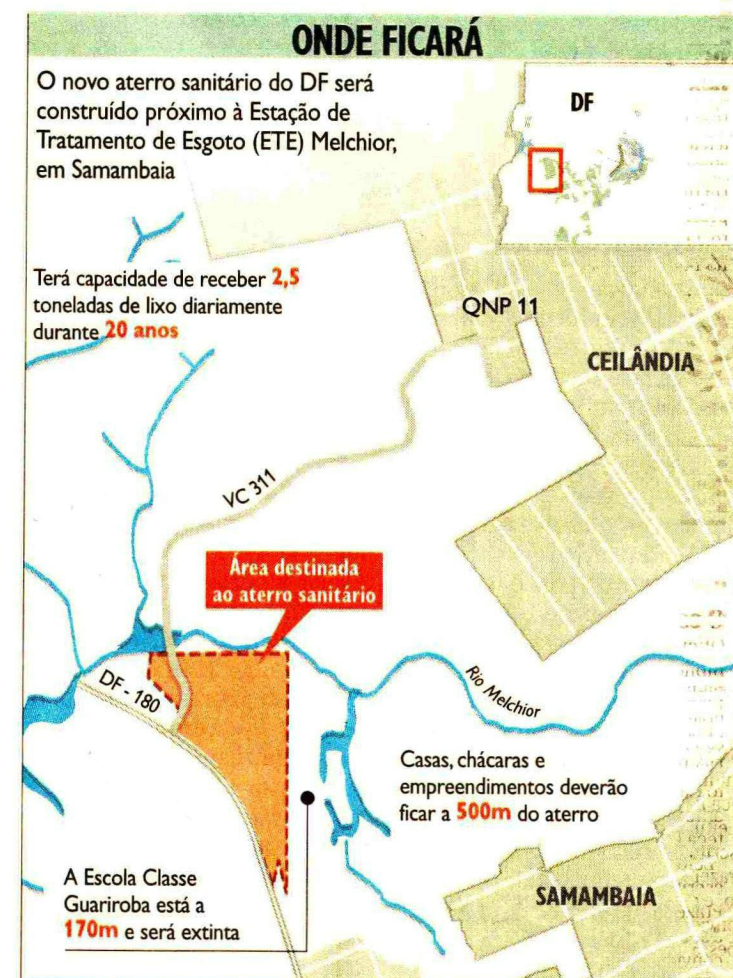 ONDE FICARÁ
O novo aterro sanitário do DF será
construído próximo à Estação de
Tratamento de Esgoto (ETE) Melchior,
em Samambaia
DF
Terá capacidade de receber 2,5
toneladas de lixo diariamente
durante 20 anos
QNP 11
CEILÂNDIA
VC 311
Área destinada
ao aterro sanitário
DF - 180
Rio Melchior
Casas, chácaras e
empreendimentos deverão
ficar a 500m do aterro
A Escola Classe
Guariroba está a
170m e será extinta
SAMAMBAIA